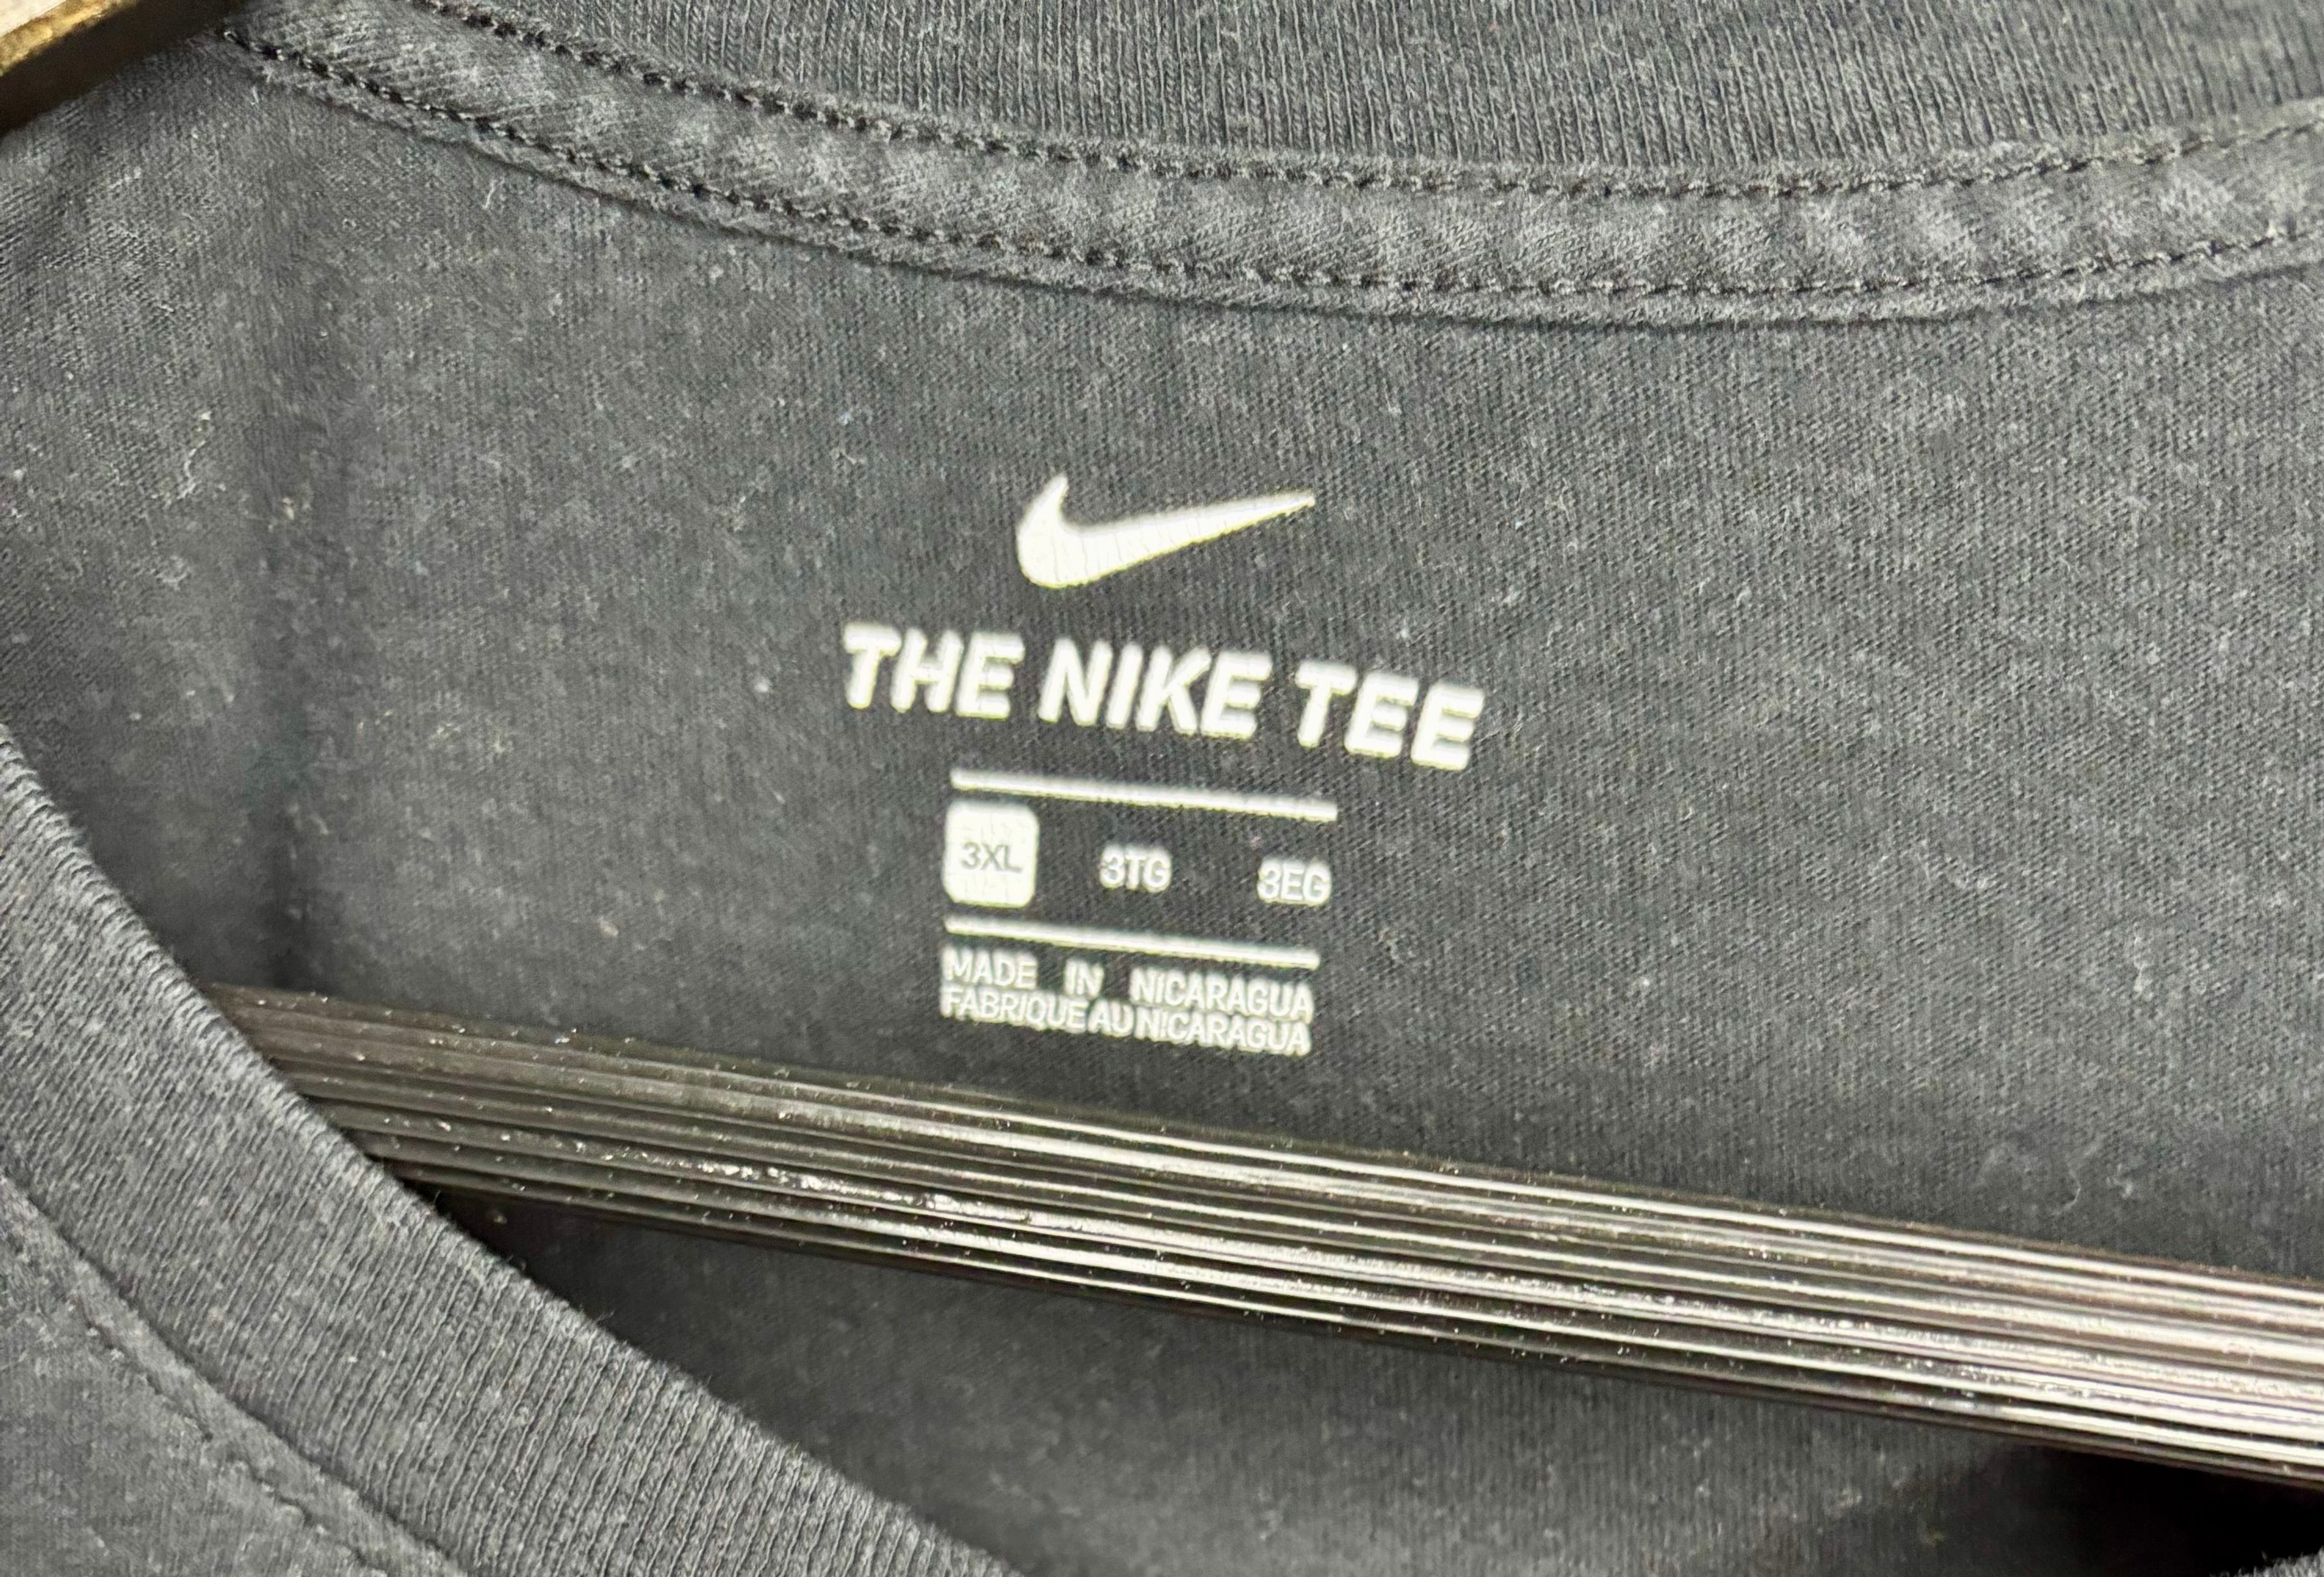 THE NIKE TEE
3XL 3TG 3EG
MADE IN NICARAGUA
FABRIQUE AU NICARAGUA